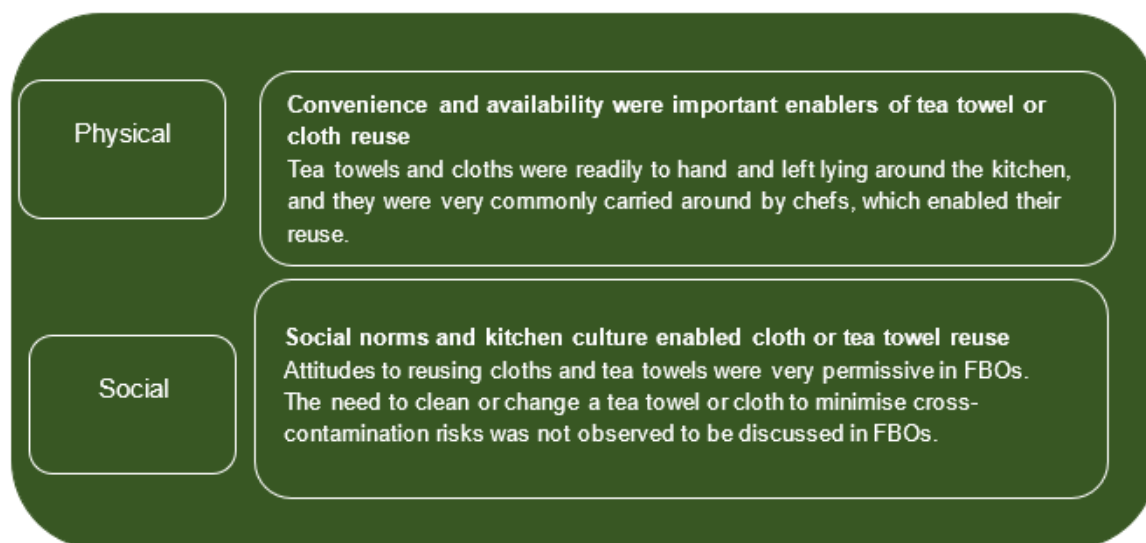 Physical
Convenience and availability were important enablers of tea towel or
cloth reuse
Tea towels and cloths were readily to hand and left lying around the kitchen,
and they were very commonly carried around by chefs, which enabled their
reuse.
Social
Social norms and kitchen culture enabled cloth or tea towel reuse
Attitudes to reusing cloths and tea towels were very permissive in FBOs.
The need to clean or change a tea towel or cloth to minimise cross-
contamination risks was not observed to be discussed in FBOs.